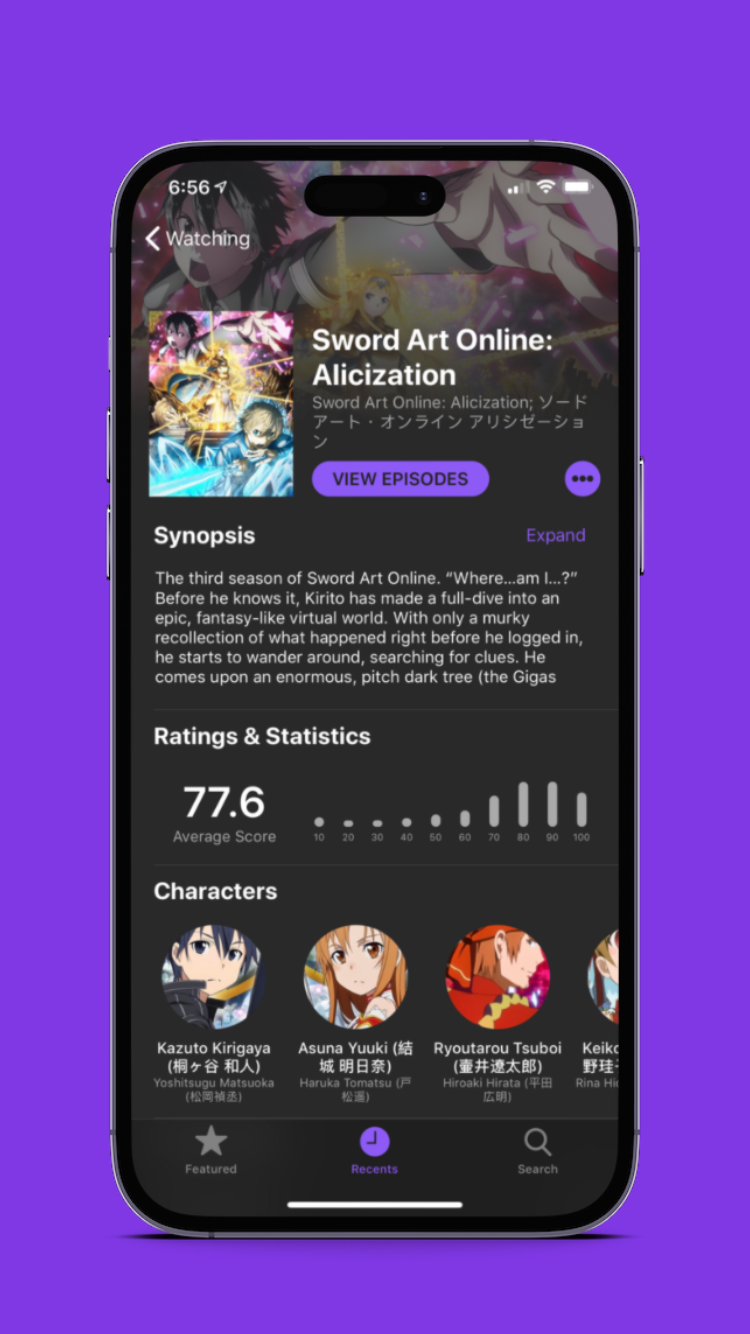 6:56
Watching
Sword Art Online:
Alicization
Sword Art Online: Alicization; ソード
アート・オンライン アリシゼーショ
ン
VIEW EPISODES
Synopsis
Expand
The third season of Sword Art Online. “Where...am I...?”
Before he knows it, Kirito has made a full-dive into an
epic, fantasy-like virtual world. With only a murky
recollection of what happened right before he logged in,
he starts to wander around, searching for clues. He
comes upon an enormous, pitch dark tree (the Gigas
Ratings & Statistics
77.6
Average Score
10 20 30 40 50 60 70 80 90 100
Characters
Kazuto Kirigaya
(桐ヶ谷 和人)
Yoshitsugu Matsuoka
(松岡禎丞)
Asuna Yuuki (結
城 明日奈)
Haruka Tomatsu (戸
松遥)
Ryoutarou Tsuboi
(壷井遼太郎)
Hiroaki Hirata (平田
広明)
Keiko
野珪
Rina Hi
Featured
Recents
Search